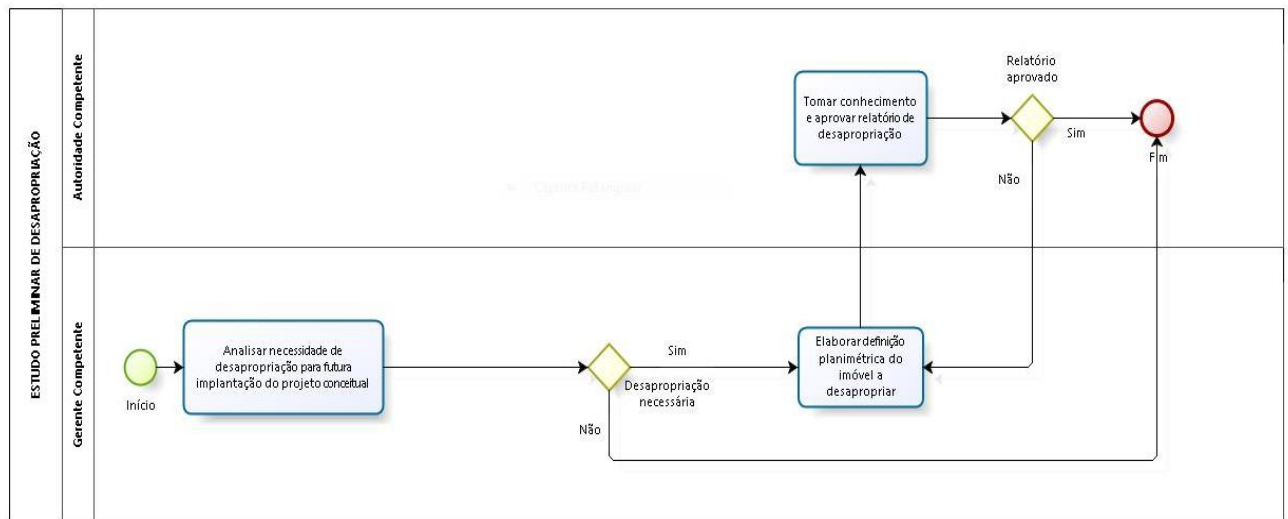 ESTUDO PRELIMINAR DE DESAPROPRIAÇÃO
Autoridade Competente
Tomar conhecimento
e aprovar relatório de
desapropriação
Relatório
aprovado
Sim
Não
Fim
Gerente Competente
Início
Analisar necessidade de
desapropriação para futura
implantação do projeto conceitual
Sim
Desapropriação
necessária
Não
Elaborar definição
planimétrica do
imóvel a
desapropriar